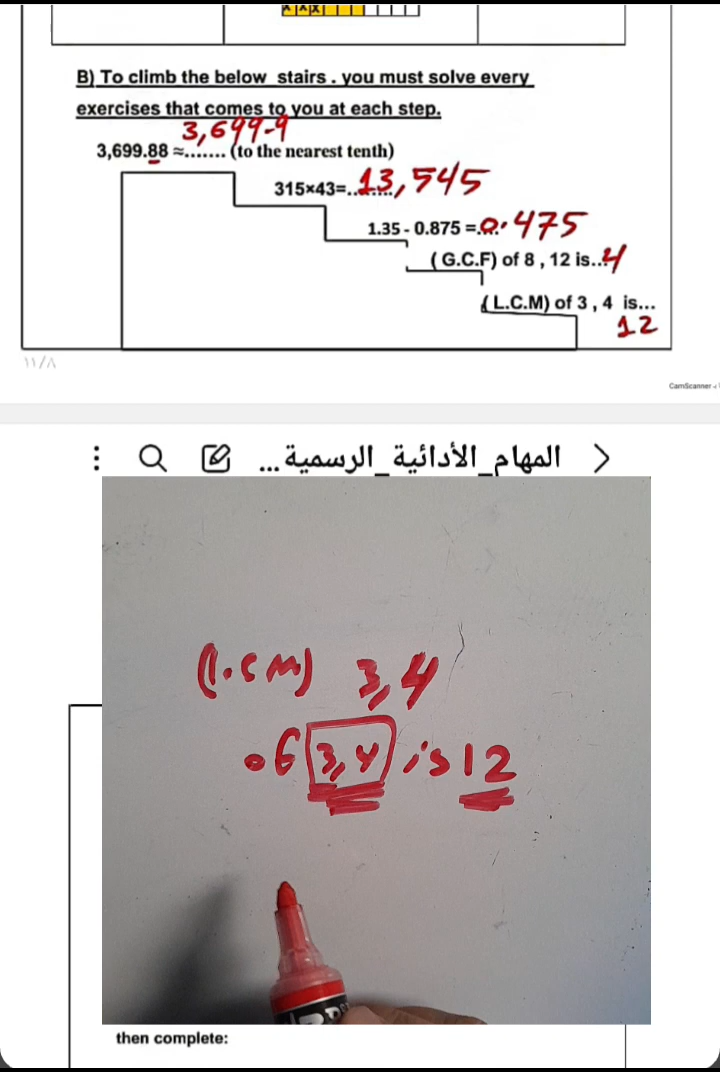 X X X
B) To climb the below stairs . you must solve every
exercises that comes to you at each step.
3,699-9
3,699.88 ≈....... (to the nearest tenth)
315×43=........ 13,545
1.35 - 0.875 =.... 0.475
( G.C.F) of 8 , 12 is... 4
(L.C.M) of 3 , 4 is...
12
١١/٨
CamScanner
المهام_الأدائية_الرسمية ...
(l.c M) 3,4
3,4 is 12
then complete: